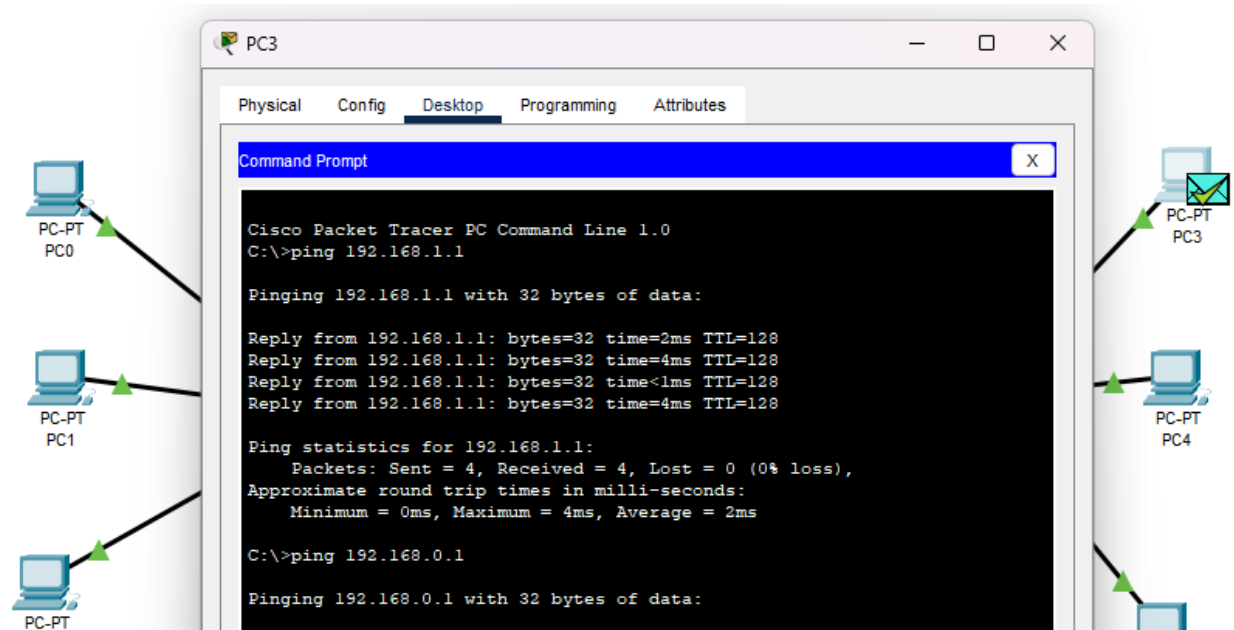 PC3
Physical Config Desktop Programming Attributes
Command Prompt
X
Cisco Packet Tracer PC Command Line 1.0
C:\>ping 192.168.1.1
Pinging 192.168.1.1 with 32 bytes of data:
Reply from 192.168.1.1: bytes=32 time=2ms TTL=128
Reply from 192.168.1.1: bytes=32 time=4ms TTL=128
Reply from 192.168.1.1: bytes=32 time<1ms TTL=128
Reply from 192.168.1.1: bytes=32 time=4ms TTL=128
Ping statistics for 192.168.1.1:
Packets: Sent = 4, Received = 4, Lost = 0 (0% loss),
Approximate round trip times in milli-seconds:
Minimum = 0ms, Maximum = 4ms, Average = 2ms
C:\>ping 192.168.0.1
Pinging 192.168.0.1 with 32 bytes of data:
PC-PT
PC0
PC-PT
PC1
PC-PT
PC-PT
PC3
PC-PT
PC4